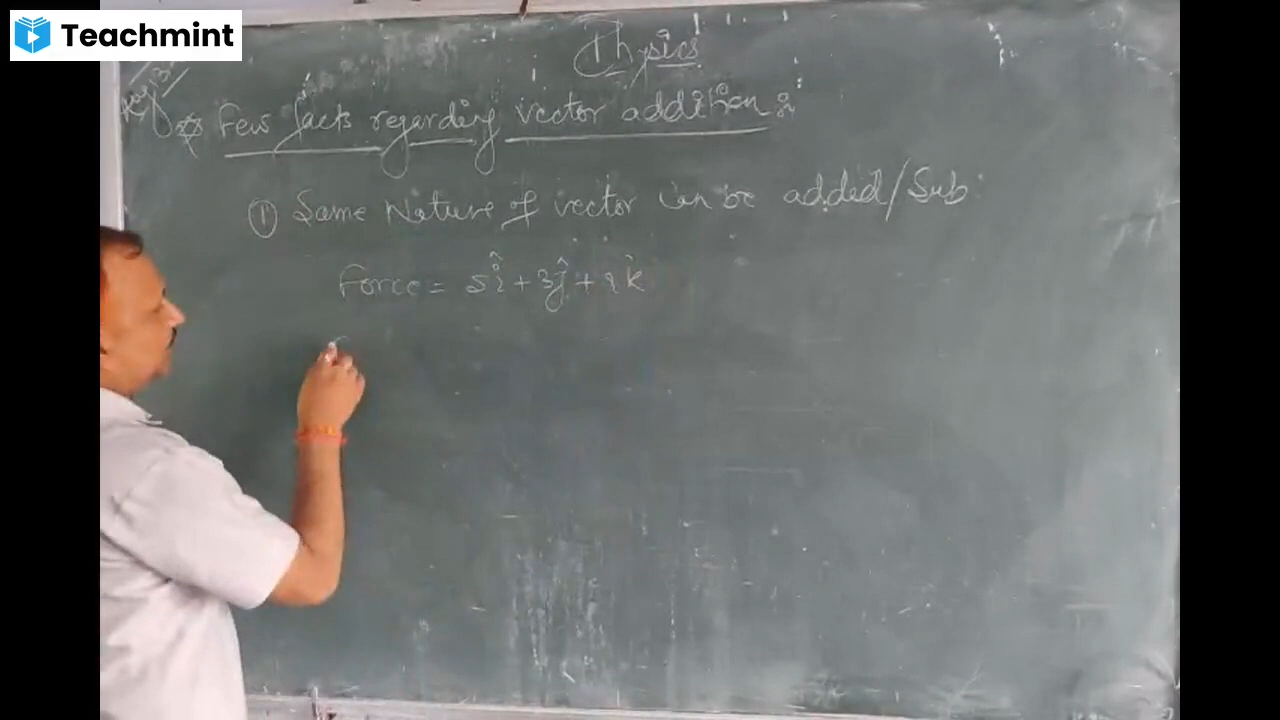 Teachmint
Physics
Few facts regarding vector addition :
① Same Nature of vector can be added/Sub.
Force = 5î + 3ĵ + 2k̂